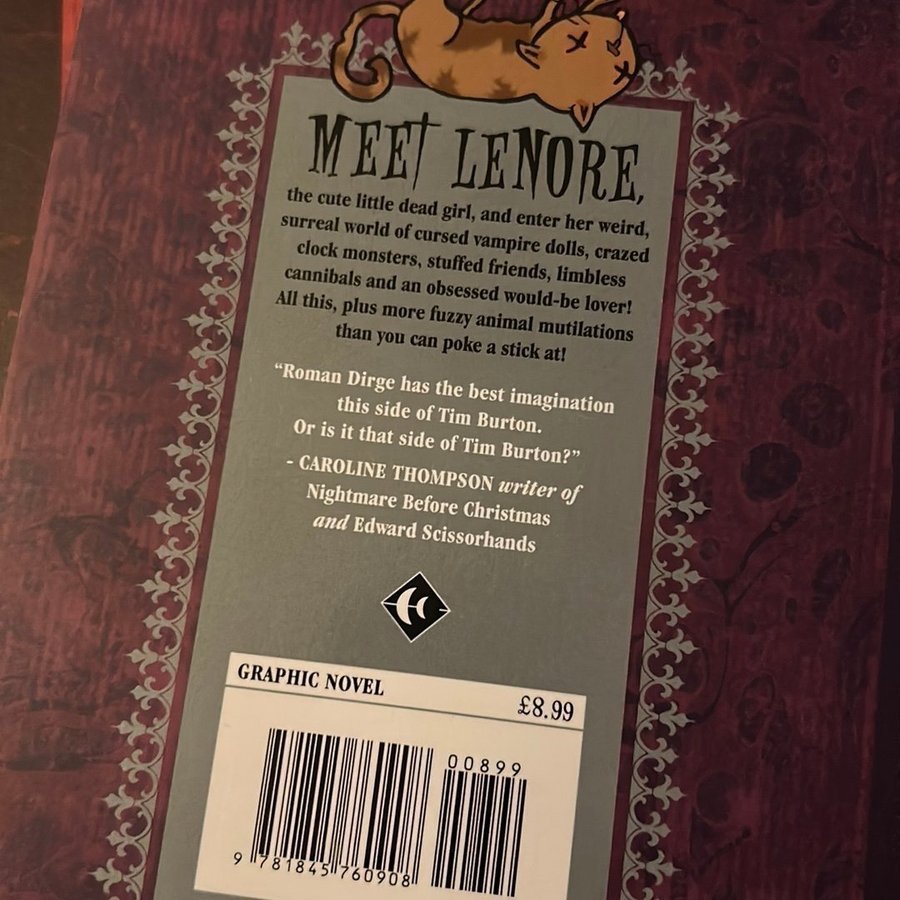 MEET LENORE,
the cute little dead girl, and enter her weird,
surreal world of cursed vampire dolls, crazed
clock monsters, stuffed friends, limbless
cannibals and an obsessed would-be lover!
All this, plus more fuzzy animal mutilations
than you can poke a stick at!
“Roman Dirge has the best imagination
this side of Tim Burton.
Or is it that side of Tim Burton?”
- CAROLINE THOMPSON writer of
Nightmare Before Christmas
and Edward Scissorhands
GRAPHIC NOVEL
£8.99
00899
9 781845 760908